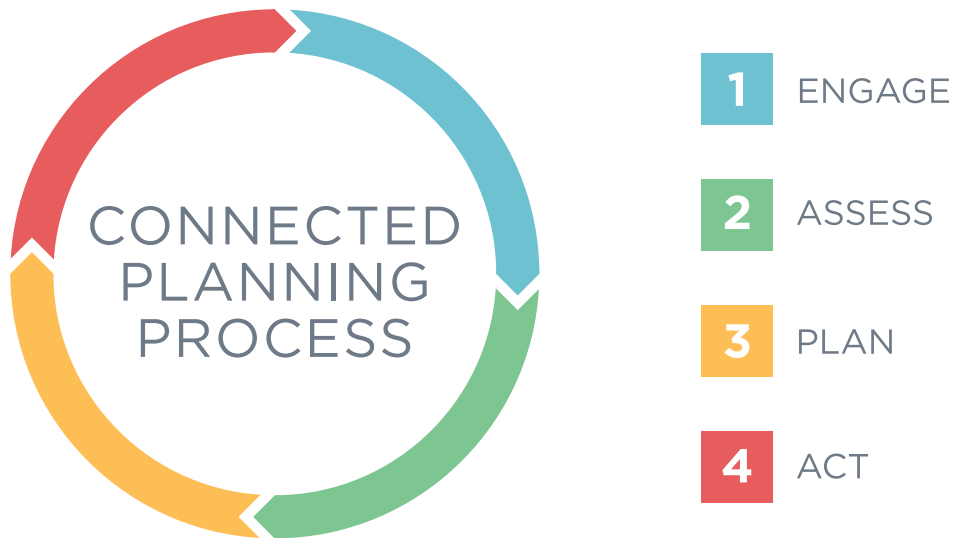 CONNECTED
PLANNING
PROCESS
1 ENGAGE
2 ASSESS
3 PLAN
4 ACT